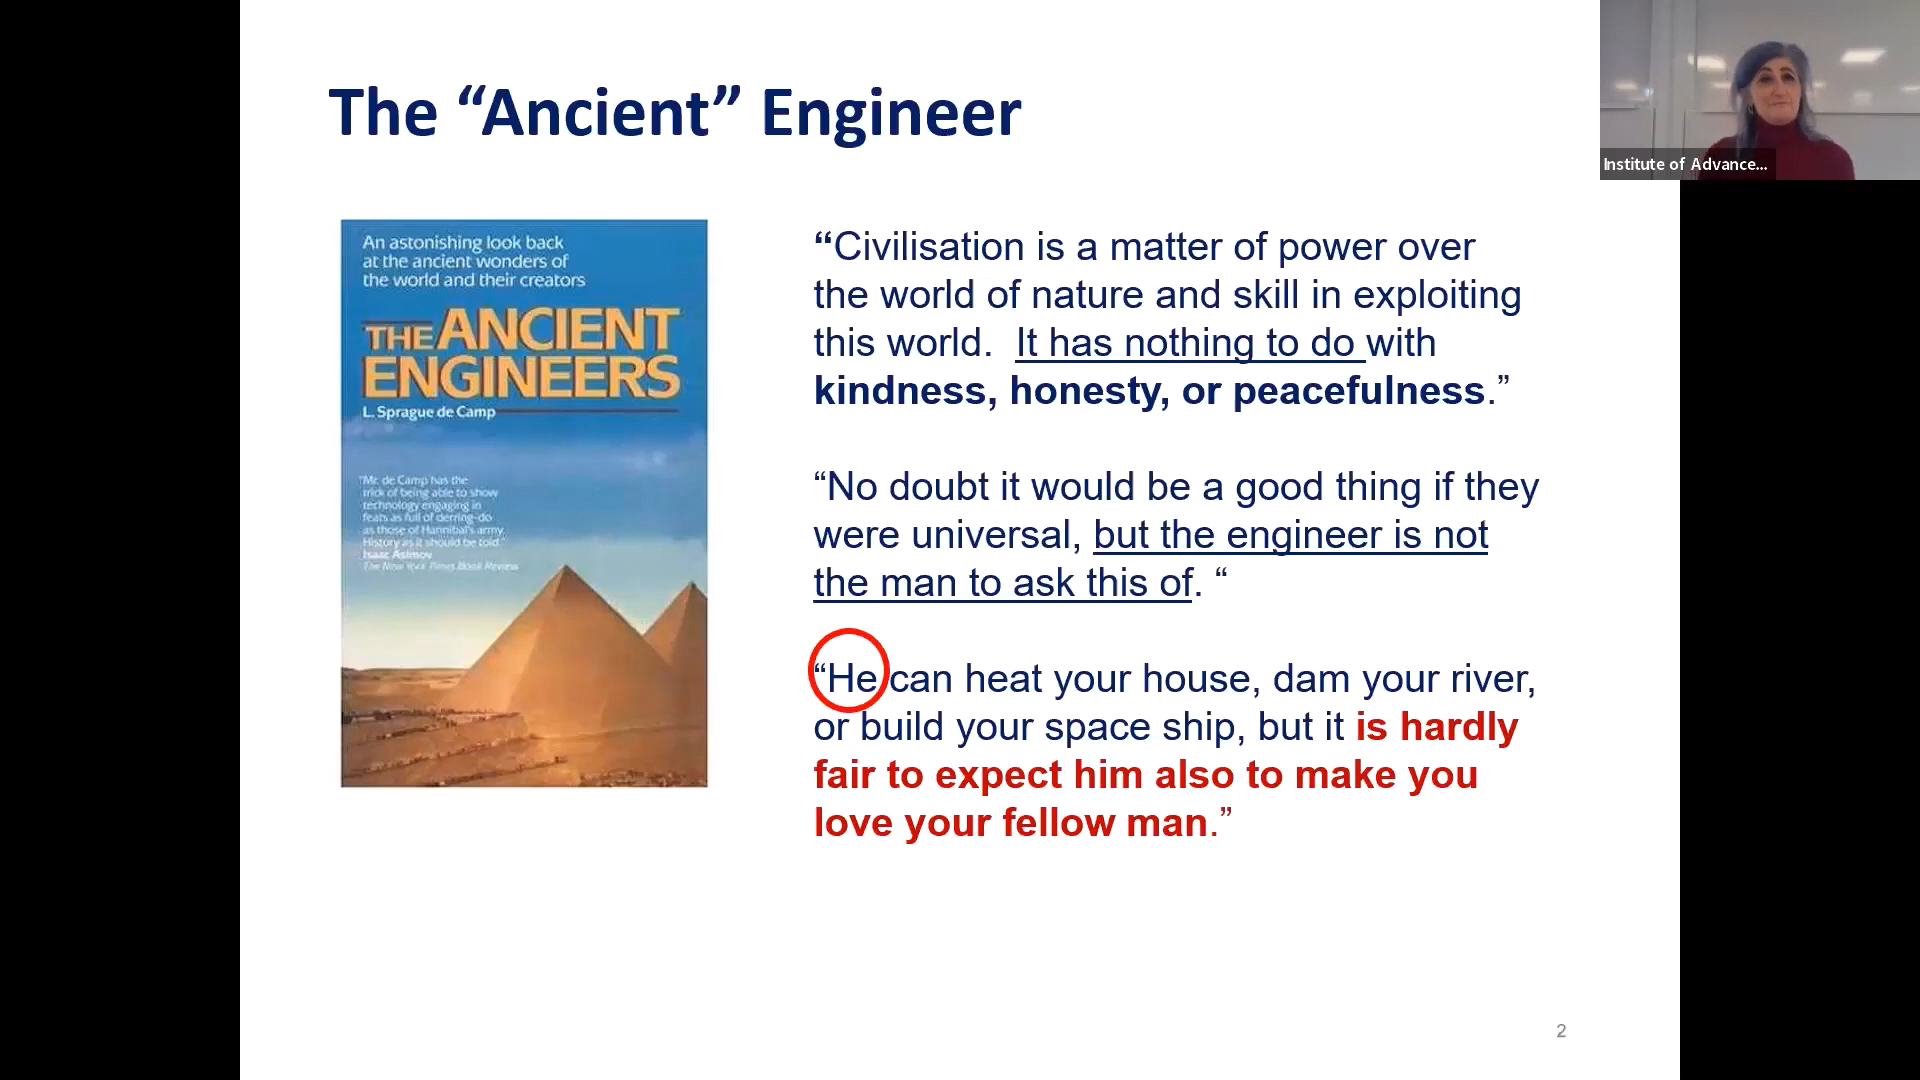 The “Ancient” Engineer
Institute of Advance...
An astonishing look back
at the ancient wonders of
the world and their creators
THE ANCIENT
ENGINEERS
L. Sprague de Camp
"Mr. de Camp has the
trick of being able to show
technology engaging in
feats as full of derring-do
as those of Hannibal's army.
History as it should be told."
Isaac Asimov
The New York Times Book Review
“Civilisation is a matter of power over
the world of nature and skill in exploiting
this world.  It has nothing to do with
kindness, honesty, or peacefulness.”
“No doubt it would be a good thing if they
were universal, but the engineer is not
the man to ask this of. “
“He can heat your house, dam your river,
or build your space ship, but it is hardly
fair to expect him also to make you
love your fellow man.”
2